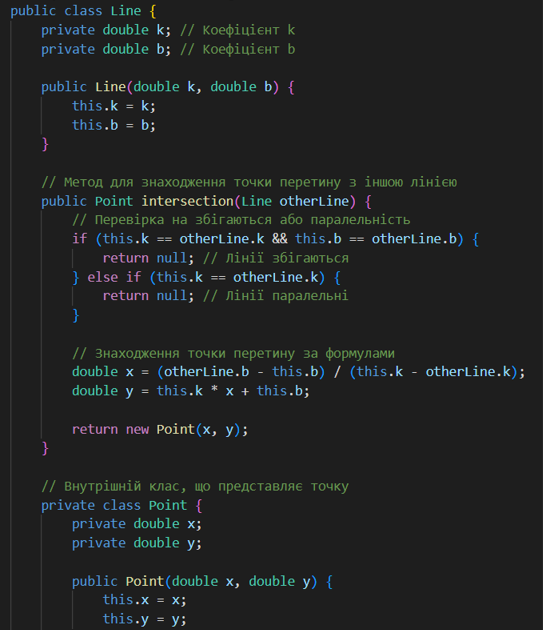 public class Line {
private double k; // Коефіцієнт k
private double b; // Коефіцієнт b
public Line(double k, double b) {
this.k = k;
this.b = b;
}
// Метод для знаходження точки перетину з іншою лінією
public Point intersection(Line otherLine) {
// Перевірка на збігаються або паралельність
if (this.k == otherLine.k && this.b == otherLine.b) {
return null; // Лінії збігаються
} else if (this.k == otherLine.k) {
return null; // Лінії паралельні
}
// Знаходження точки перетину за формулами
double x = (otherLine.b - this.b) / (this.k - otherLine.k);
double y = this.k * x + this.b;
return new Point(x, y);
}
// Внутрішній клас, що представляє точку
private class Point {
private double x;
private double y;
public Point(double x, double y) {
this.x = x;
this.y = y;